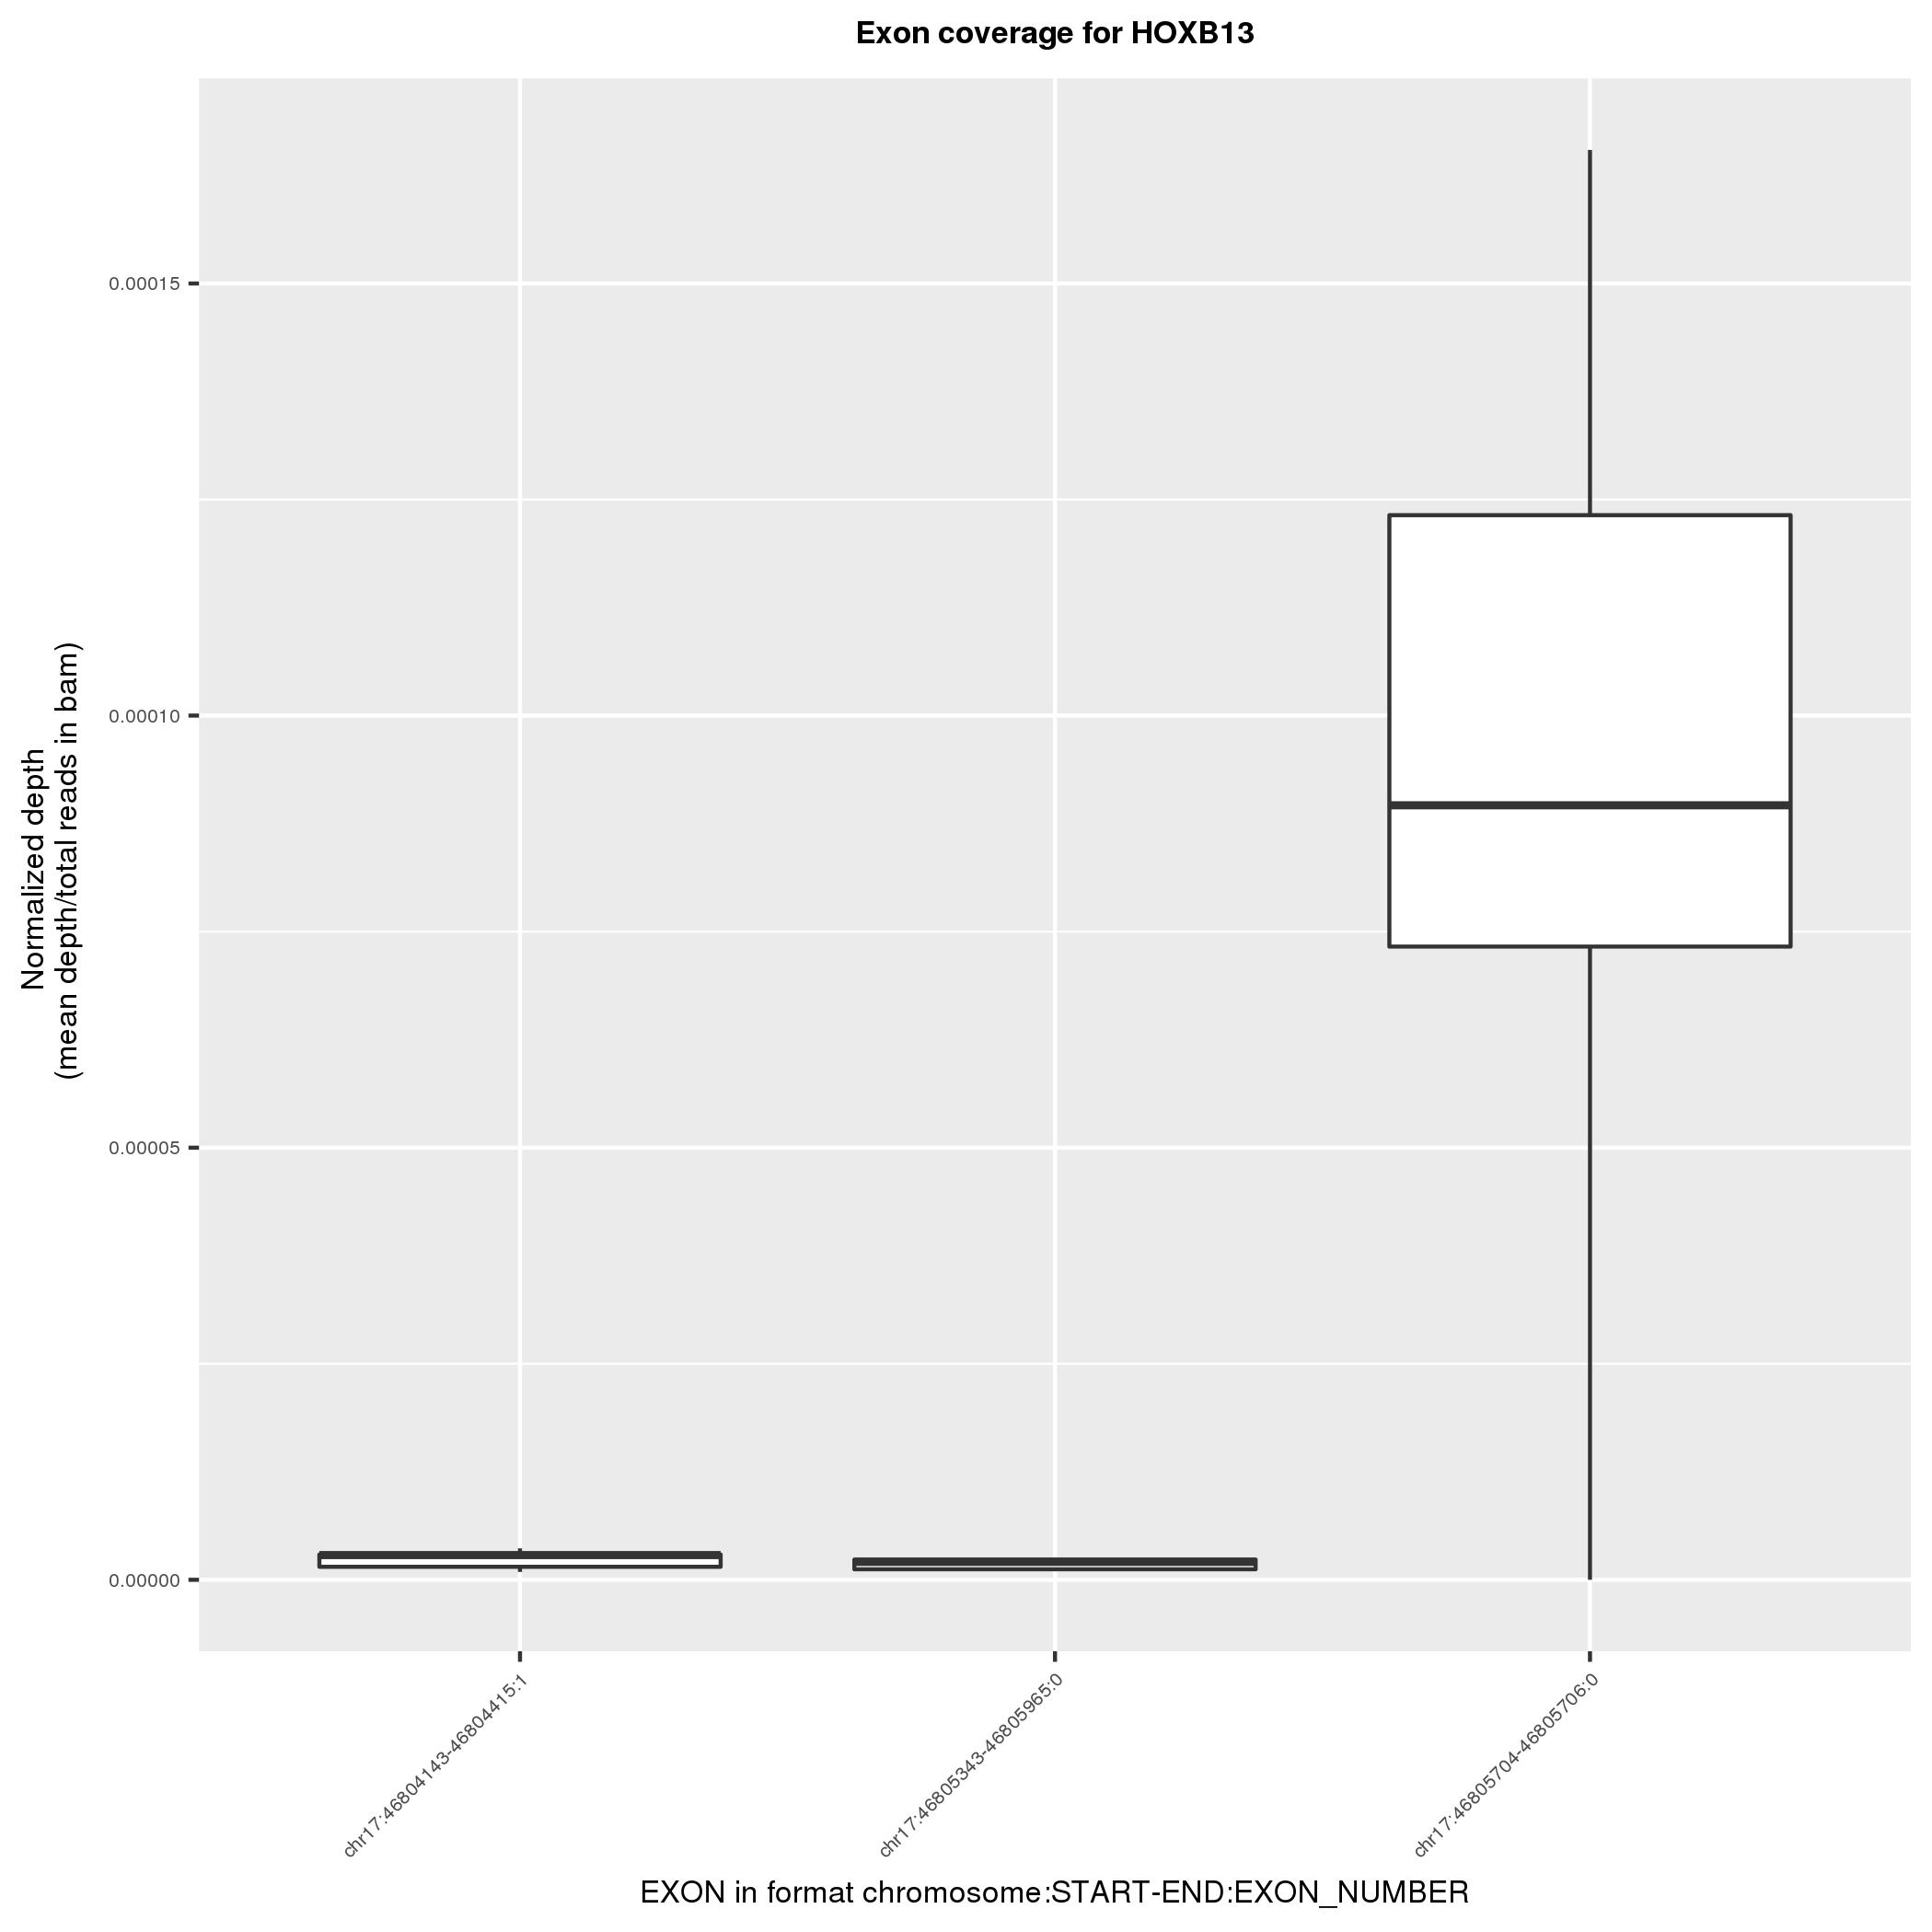 Exon coverage for HOXB13
Normalized depth
(mean depth/total reads in bam)
0.00015
0.00010
0.00005
0.00000
chr17:46804143-46804415:1
chr17:46805343-46805965:0
chr17:46805704-46805706:0
EXON in format chromosome:START-END:EXON_NUMBER